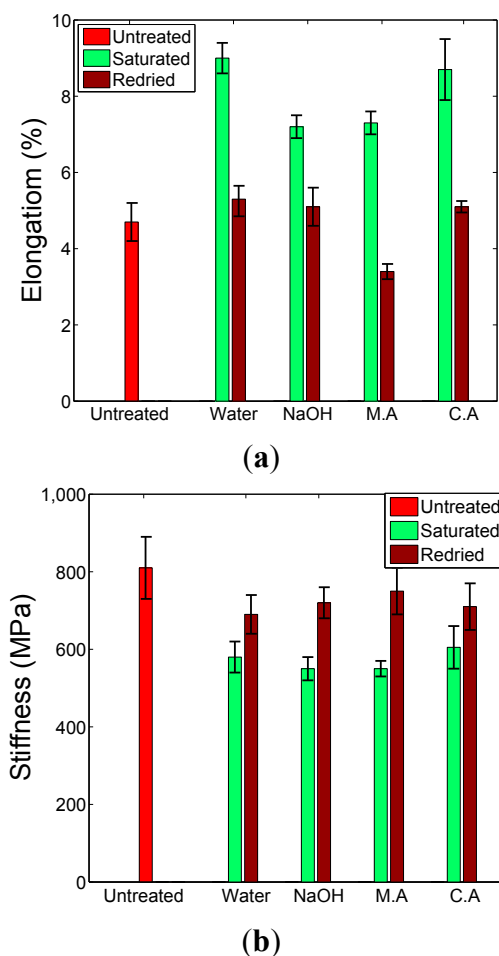 10
8
6
4
2
0
Elongatiom (%)
Untreated
Saturated
Redried
Untreated Water NaOH M.A C.A
(a)
1,000
800
600
400
200
0
Stiffness (MPa)
Untreated
Saturated
Redried
Untreated Water NaOH M.A C.A
(b)